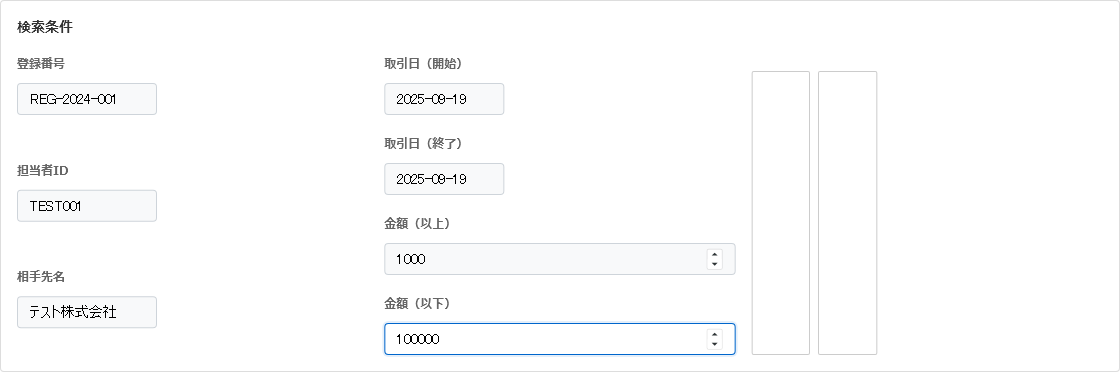 検索条件
登録番号
REG-2024-001
担当者ID
TEST001
相手先名
テスト株式会社
取引日（開始）
2025-09-19
取引日（終了）
2025-09-19
金額（以上）
1000
金額（以下）
100000